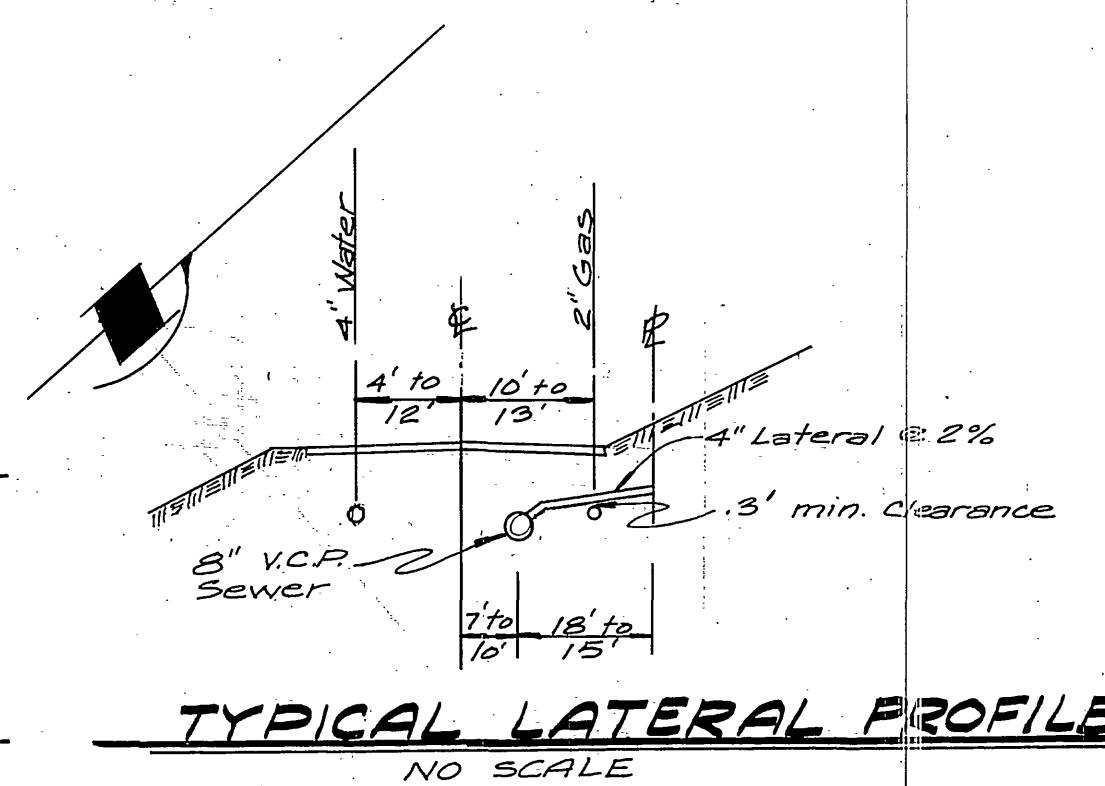 4" Water
℄
2" Gas
PL
4' to
12'
10' to
13'
4" Lateral @ 2%
.3' min. Clearance
8" V.C.P.
Sewer
7' to
10'
18' to
15'
TYPICAL LATERAL PROFILE
NO SCALE